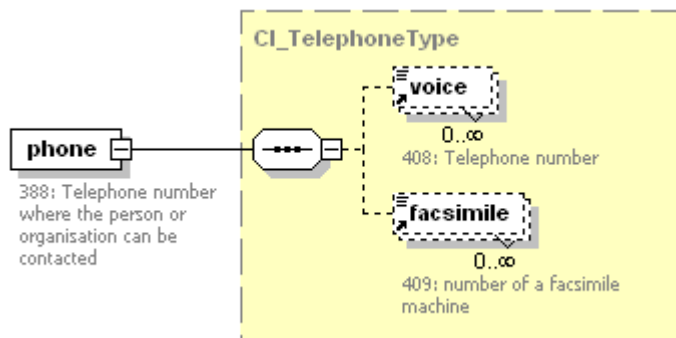 CI_TelephoneType
voice
0..∞
408: Telephone number
phone
388: Telephone number
where the person or
organisation can be
contacted
facsimile
0..∞
409: number of a facsimile
machine